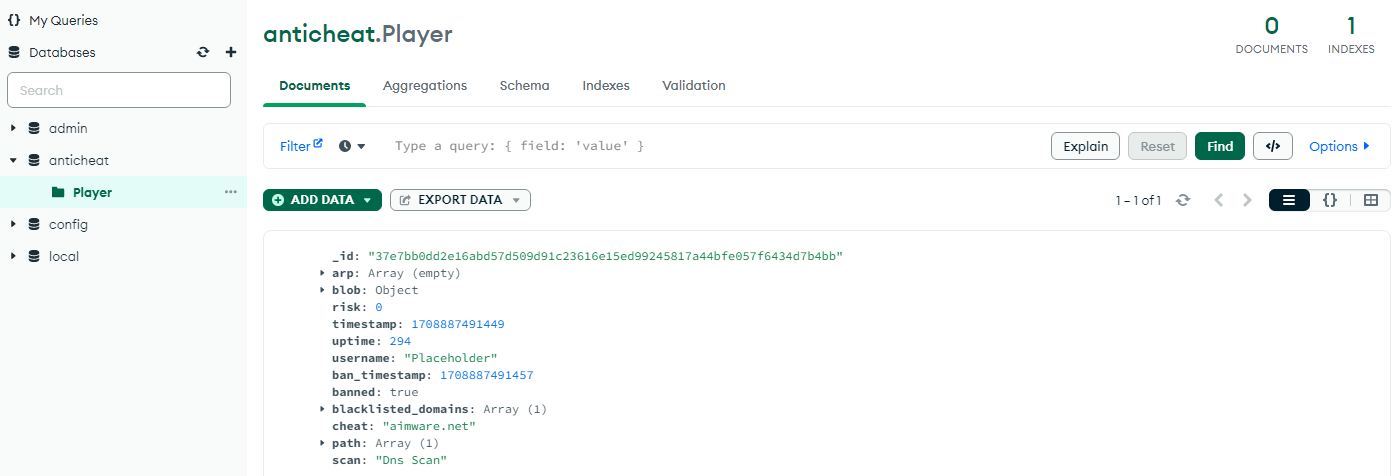 My Queries
Databases
Search
admin
anticheat
Player
config
local
anticheat.Player
0
DOCUMENTS
1
INDEXES
Documents
Aggregations
Schema
Indexes
Validation
Filter
Type a query: { field: 'value' }
Explain
Reset
Find
</>
Options
ADD DATA
EXPORT DATA
1 – 1 of 1
{}
_id: "37e7bb0dd2e16abd57d509d91c23616e15ed99245817a44bfe057f6434d7b4bb"
arp: Array (empty)
blob: Object
risk: 0
timestamp: 1708887491449
uptime: 294
username: "Placeholder"
ban_timestamp: 1708887491457
banned: true
blacklisted_domains: Array (1)
cheat: "aimware.net"
path: Array (1)
scan: "Dns Scan"